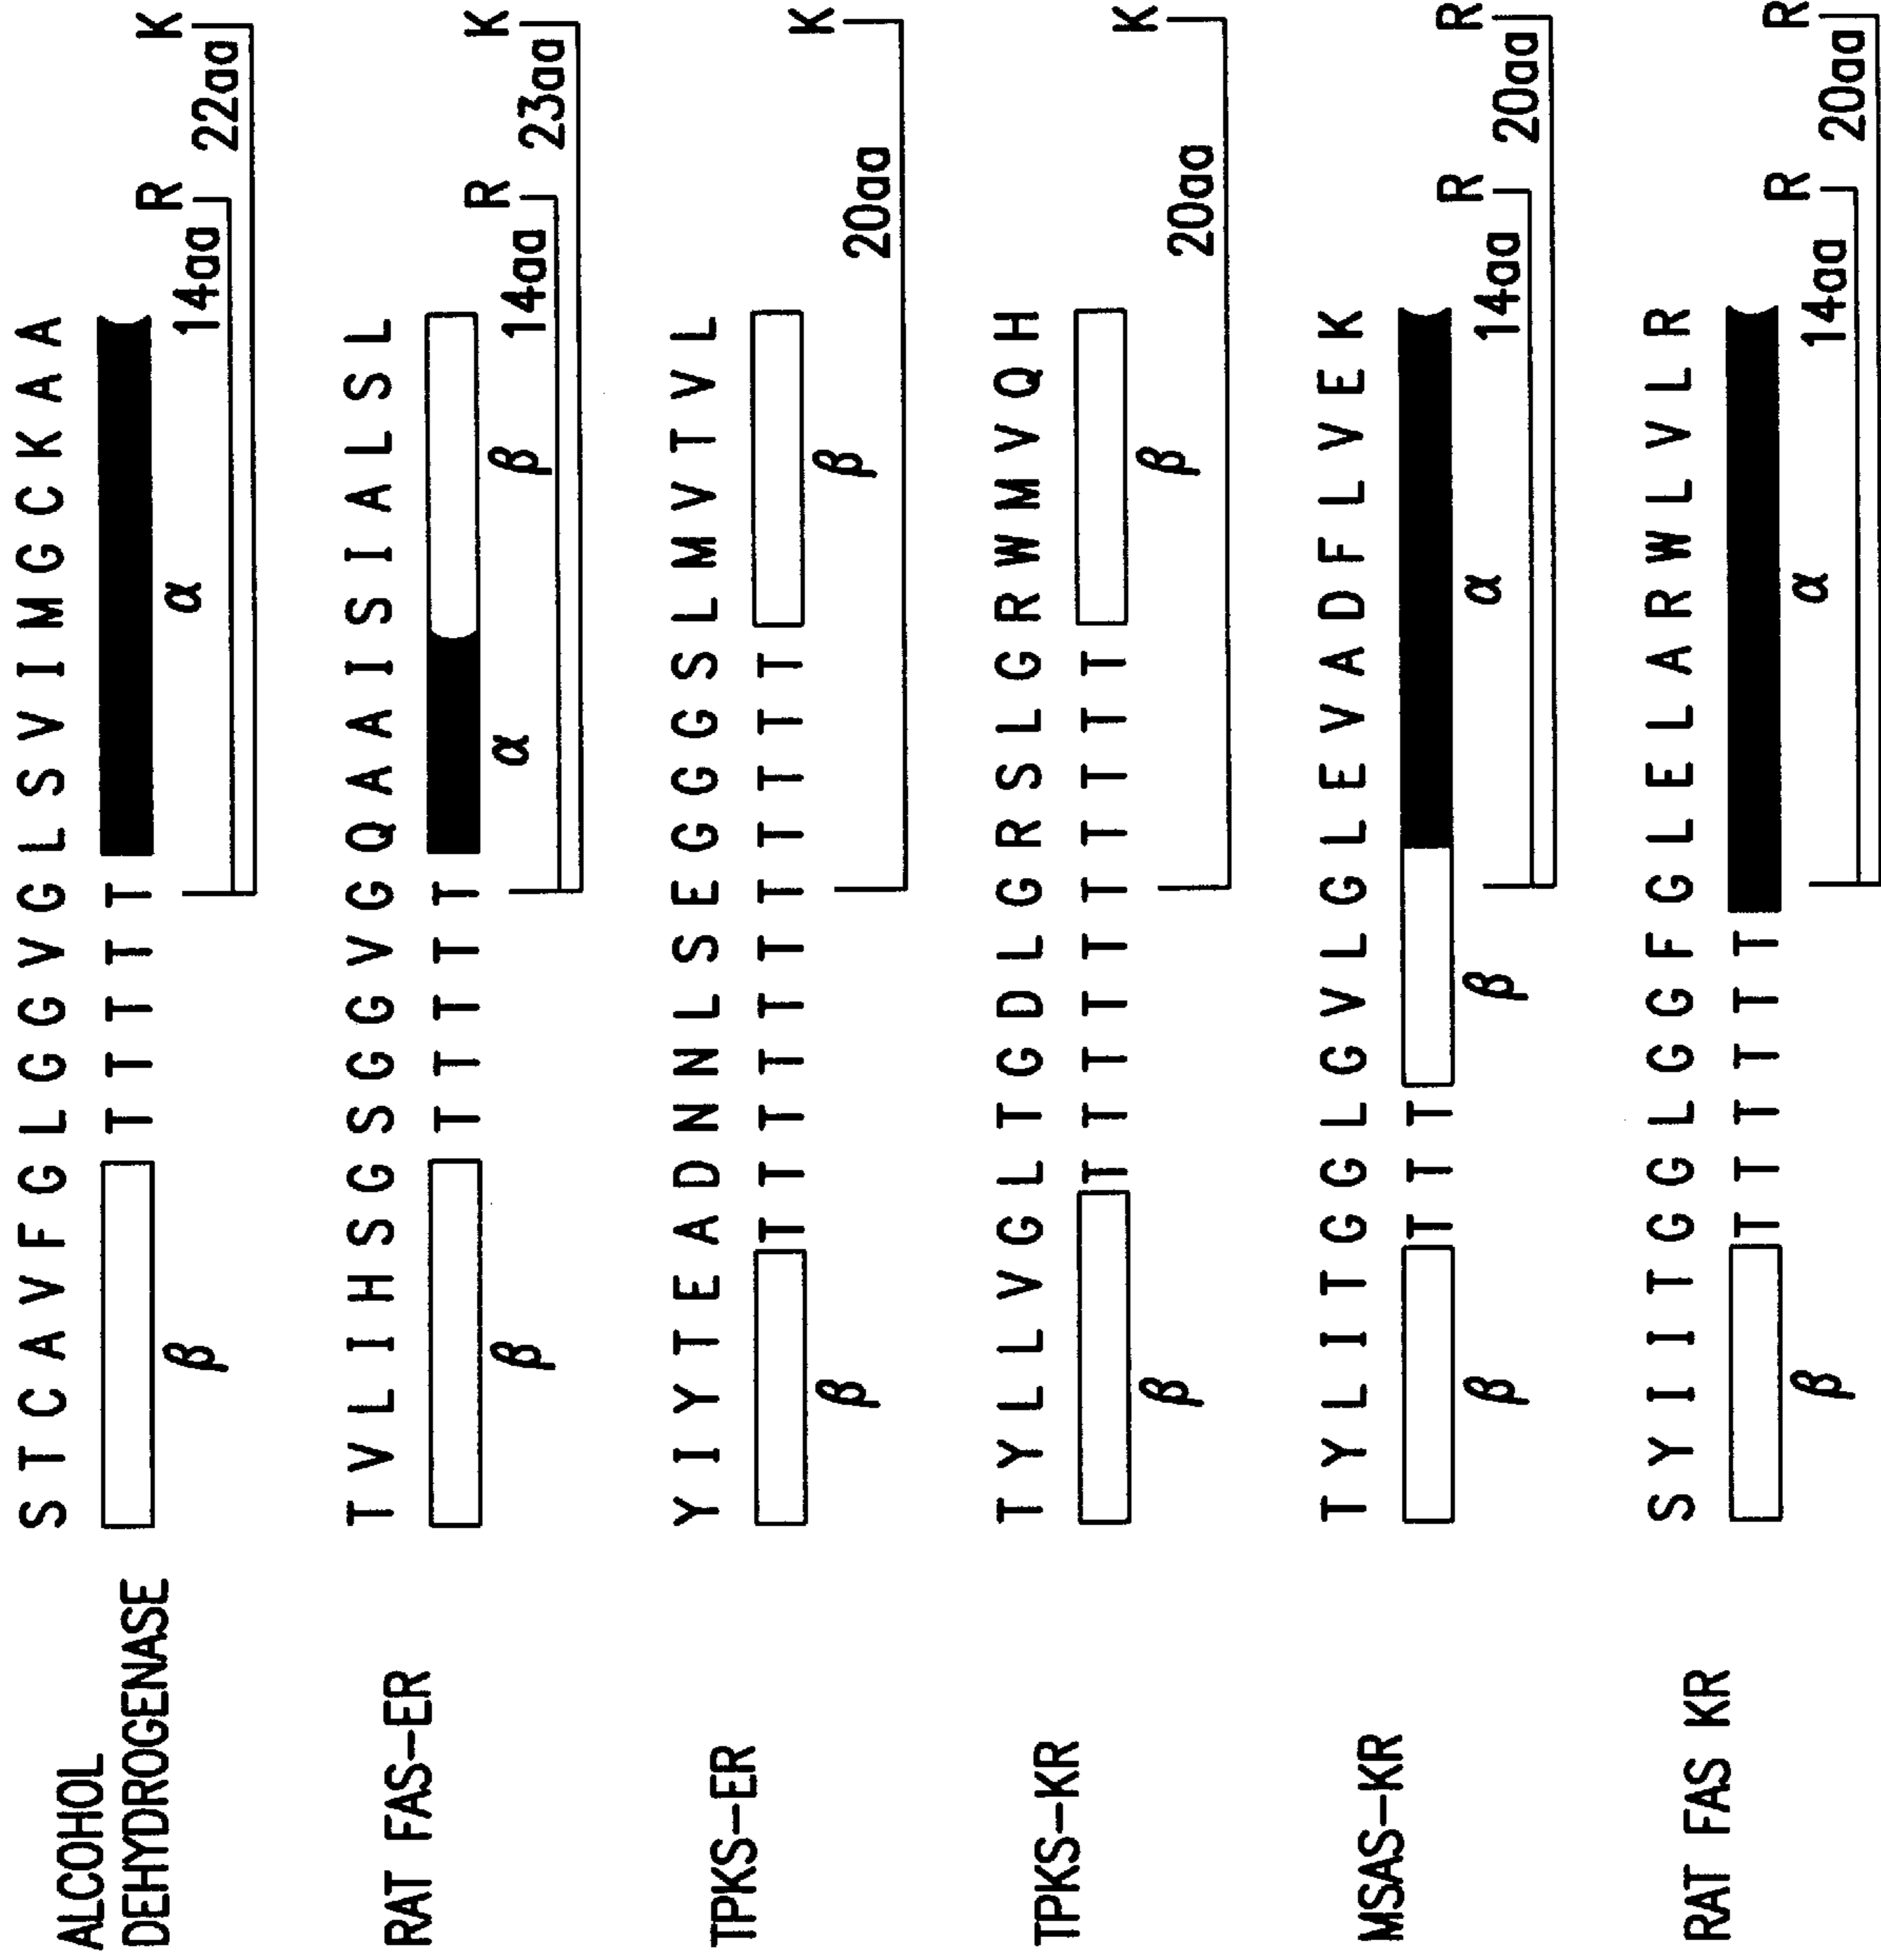 S T C A V F G L G G V G L S V I M G C K A A
ALCOHOL
DEHYDROGENASE
T T T T T R K
β α 14aa 22aa
T V L I H S G S G G V G Q A A I S I A L S L
RAT FAS-ER
T T T T T R K
β α β 14aa 23aa
Y I Y T E A D N N L S E G G G S L M V T V L
TPKS-ER
T T T T T T T T T T T K
β β 20aa
T Y L L V G L T G D L G R S L G R W M V Q H
TPKS-KR
T T T T T T T T T T K
β β 20aa
T Y L I T G G L G V L G L E V A D F L V E K
MSAS-KR
T T T R R
β β α 14aa 20aa
S Y I I T G G L G G F G L E L A R W L V L R
RAT FAS KR
T T T T T T R R
β α 14aa 20aa